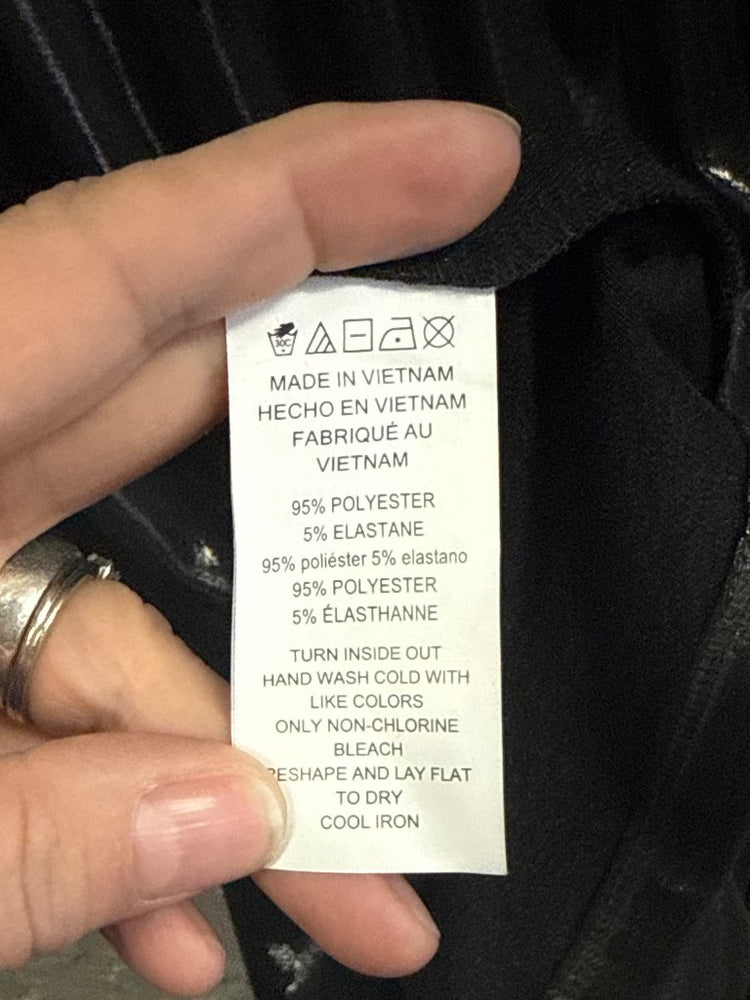 30C
MADE IN VIETNAM
HECHO EN VIETNAM
FABRIQUÉ AU
VIETNAM
95% POLYESTER
5% ELASTANE
95% poliéster 5% elastano
95% POLYESTER
5% ÉLASTHANNE
TURN INSIDE OUT
HAND WASH COLD WITH
LIKE COLORS
ONLY NON-CHLORINE
BLEACH
RESHAPE AND LAY FLAT
TO DRY
COOL IRON